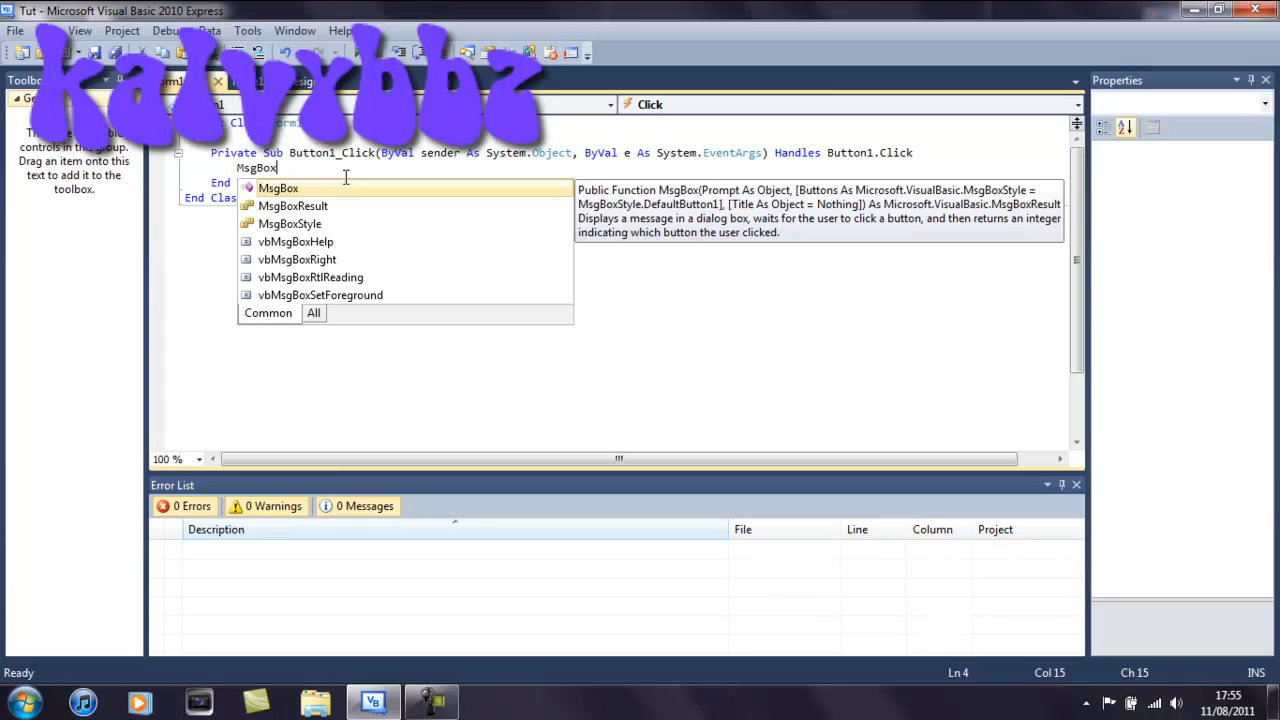 Tut - Microsoft Visual Basic 2010 Express
File View Project Debug Data Tools Window Help
kalvxbbz
Toolbox
Click
controls in this group.
Drag an item onto this
text to add it to the
toolbox.
Private Sub Button1_Click(ByVal sender As System.Object, ByVal e As System.EventArgs) Handles Button1.Click
MsgBox
End
End Clas
MsgBox
MsgBoxResult
MsgBoxStyle
vbMsgBoxHelp
vbMsgBoxRight
vbMsgBoxRtlReading
vbMsgBoxSetForeground
Common All
Public Function MsgBox(Prompt As Object, [Buttons As Microsoft.VisualBasic.MsgBoxStyle =
MsgBoxStyle.DefaultButton1], [Title As Object = Nothing]) As Microsoft.VisualBasic.MsgBoxResult
Displays a message in a dialog box, waits for the user to click a button, and then returns an integer
indicating which button the user clicked.
Properties
100 %
Error List
0 Errors 0 Warnings 0 Messages
Description File Line Column Project
Ready Ln 4 Col 15 Ch 15 INS
17:55
11/08/2011